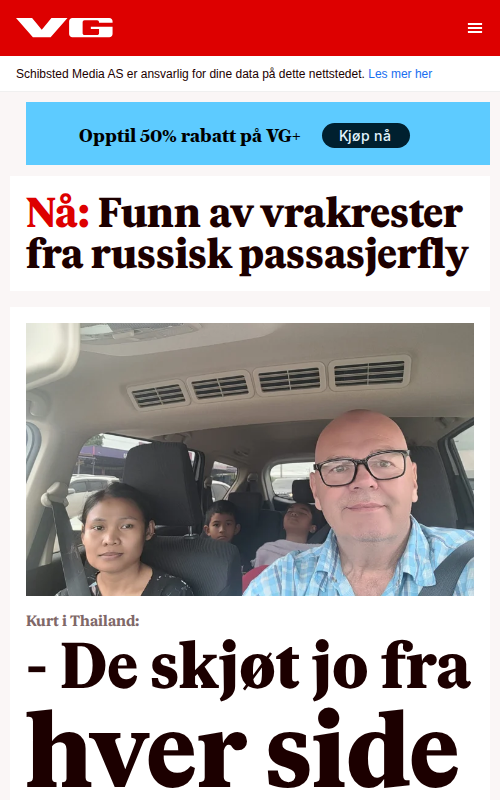 VG
Schibsted Media AS er ansvarlig for dine data på dette nettstedet. Les mer her
Opptil 50% rabatt på VG+ Kjøp nå
Nå: Funn av vrakrester
fra russisk passasjerfly
Kurt i Thailand:
- De skjøt jo fra
hver side